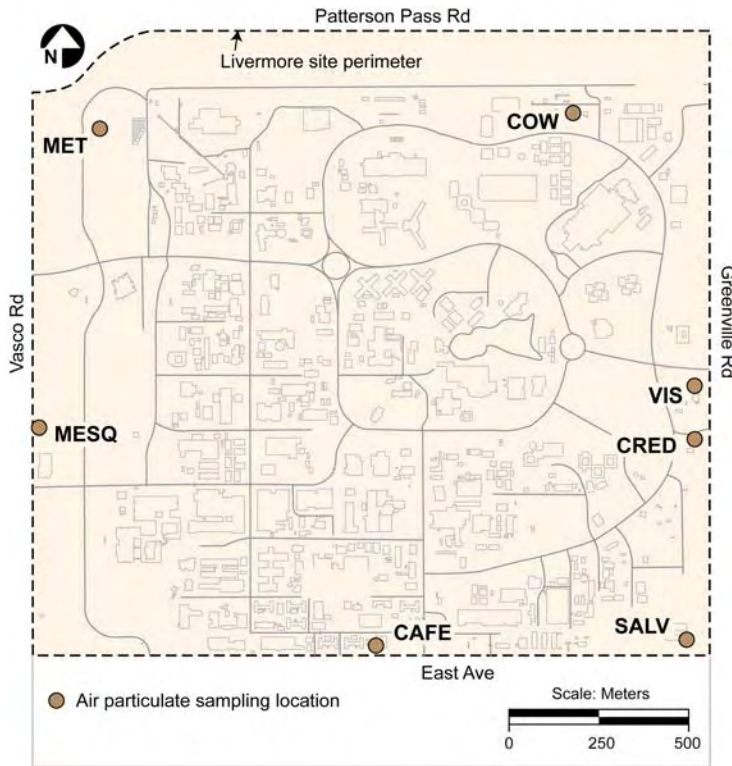 Patterson Pass Rd
N
Livermore site perimeter
MET
COW
Vasco Rd
Greenville Rd
VIS
MESQ
CRED
CAFE
SALV
East Ave
Air particulate sampling location
Scale: Meters
0 250 500